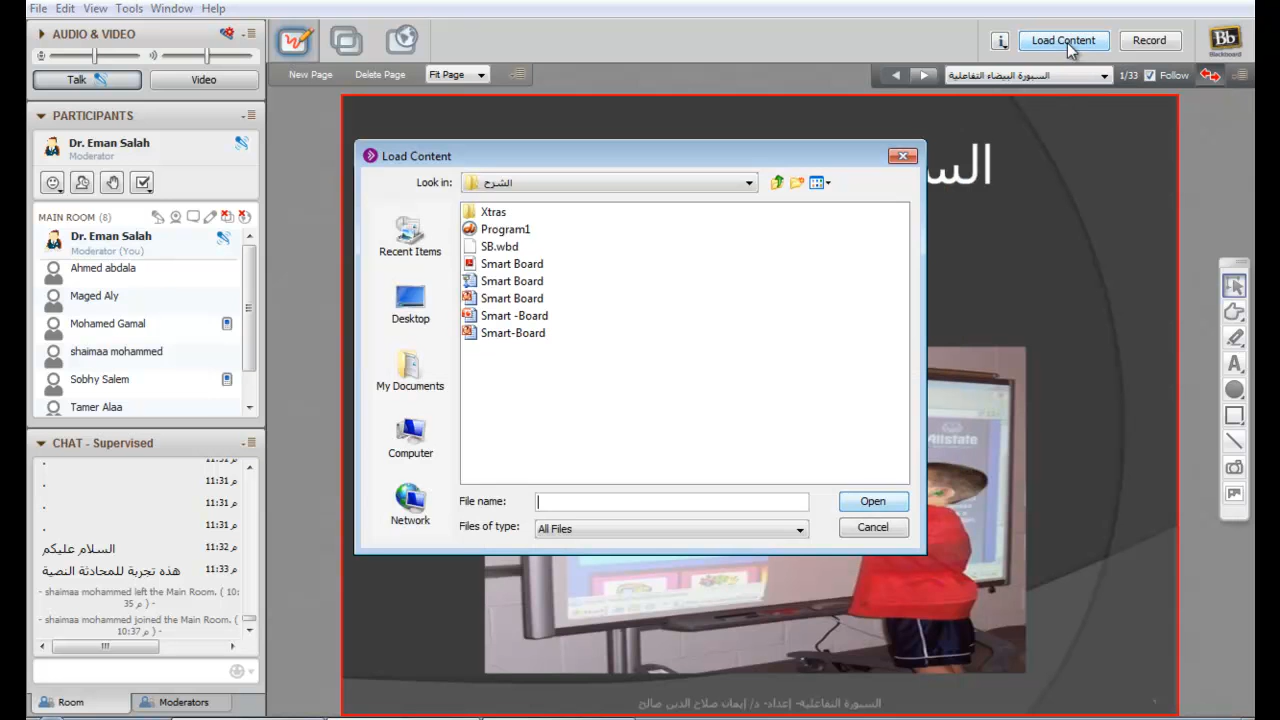 File Edit View Tools Window Help
AUDIO & VIDEO
Talk
Video
PARTICIPANTS
Dr. Eman Salah
Moderator
MAIN ROOM (8)
Dr. Eman Salah
Moderator (You)
Ahmed abdala
Maged Aly
Mohamed Gamal
shaimaa mohammed
Sobhy Salem
Tamer Alaa
CHAT - Supervised
. 11:31 م
. 11:31 م
. 11:31 م
السلام عليكم 11:32 م
هذه تجربة للمحادثة النصية 11:33 م
- shaimaa mohammed left the Main Room. ( 10:
35 م ) -
- shaimaa mohammed joined the Main Room. (
10:37 م ) -
Room
Moderators
New Page
Delete Page
Fit Page
Load Content
Record
Bb
Blackboard
السبورة البيضاء التفاعلية
1/33
Follow
Load Content
Look in:
الشرح
Recent Items
Desktop
My Documents
Computer
Network
Xtras
Program1
SB.wbd
Smart Board
Smart Board
Smart Board
Smart -Board
Smart-Board
File name:
Open
Files of type:
All Files
Cancel
Allstate
السبورة التفاعلية- إعداد- د/ إيمان صلاح الدين صالح
١